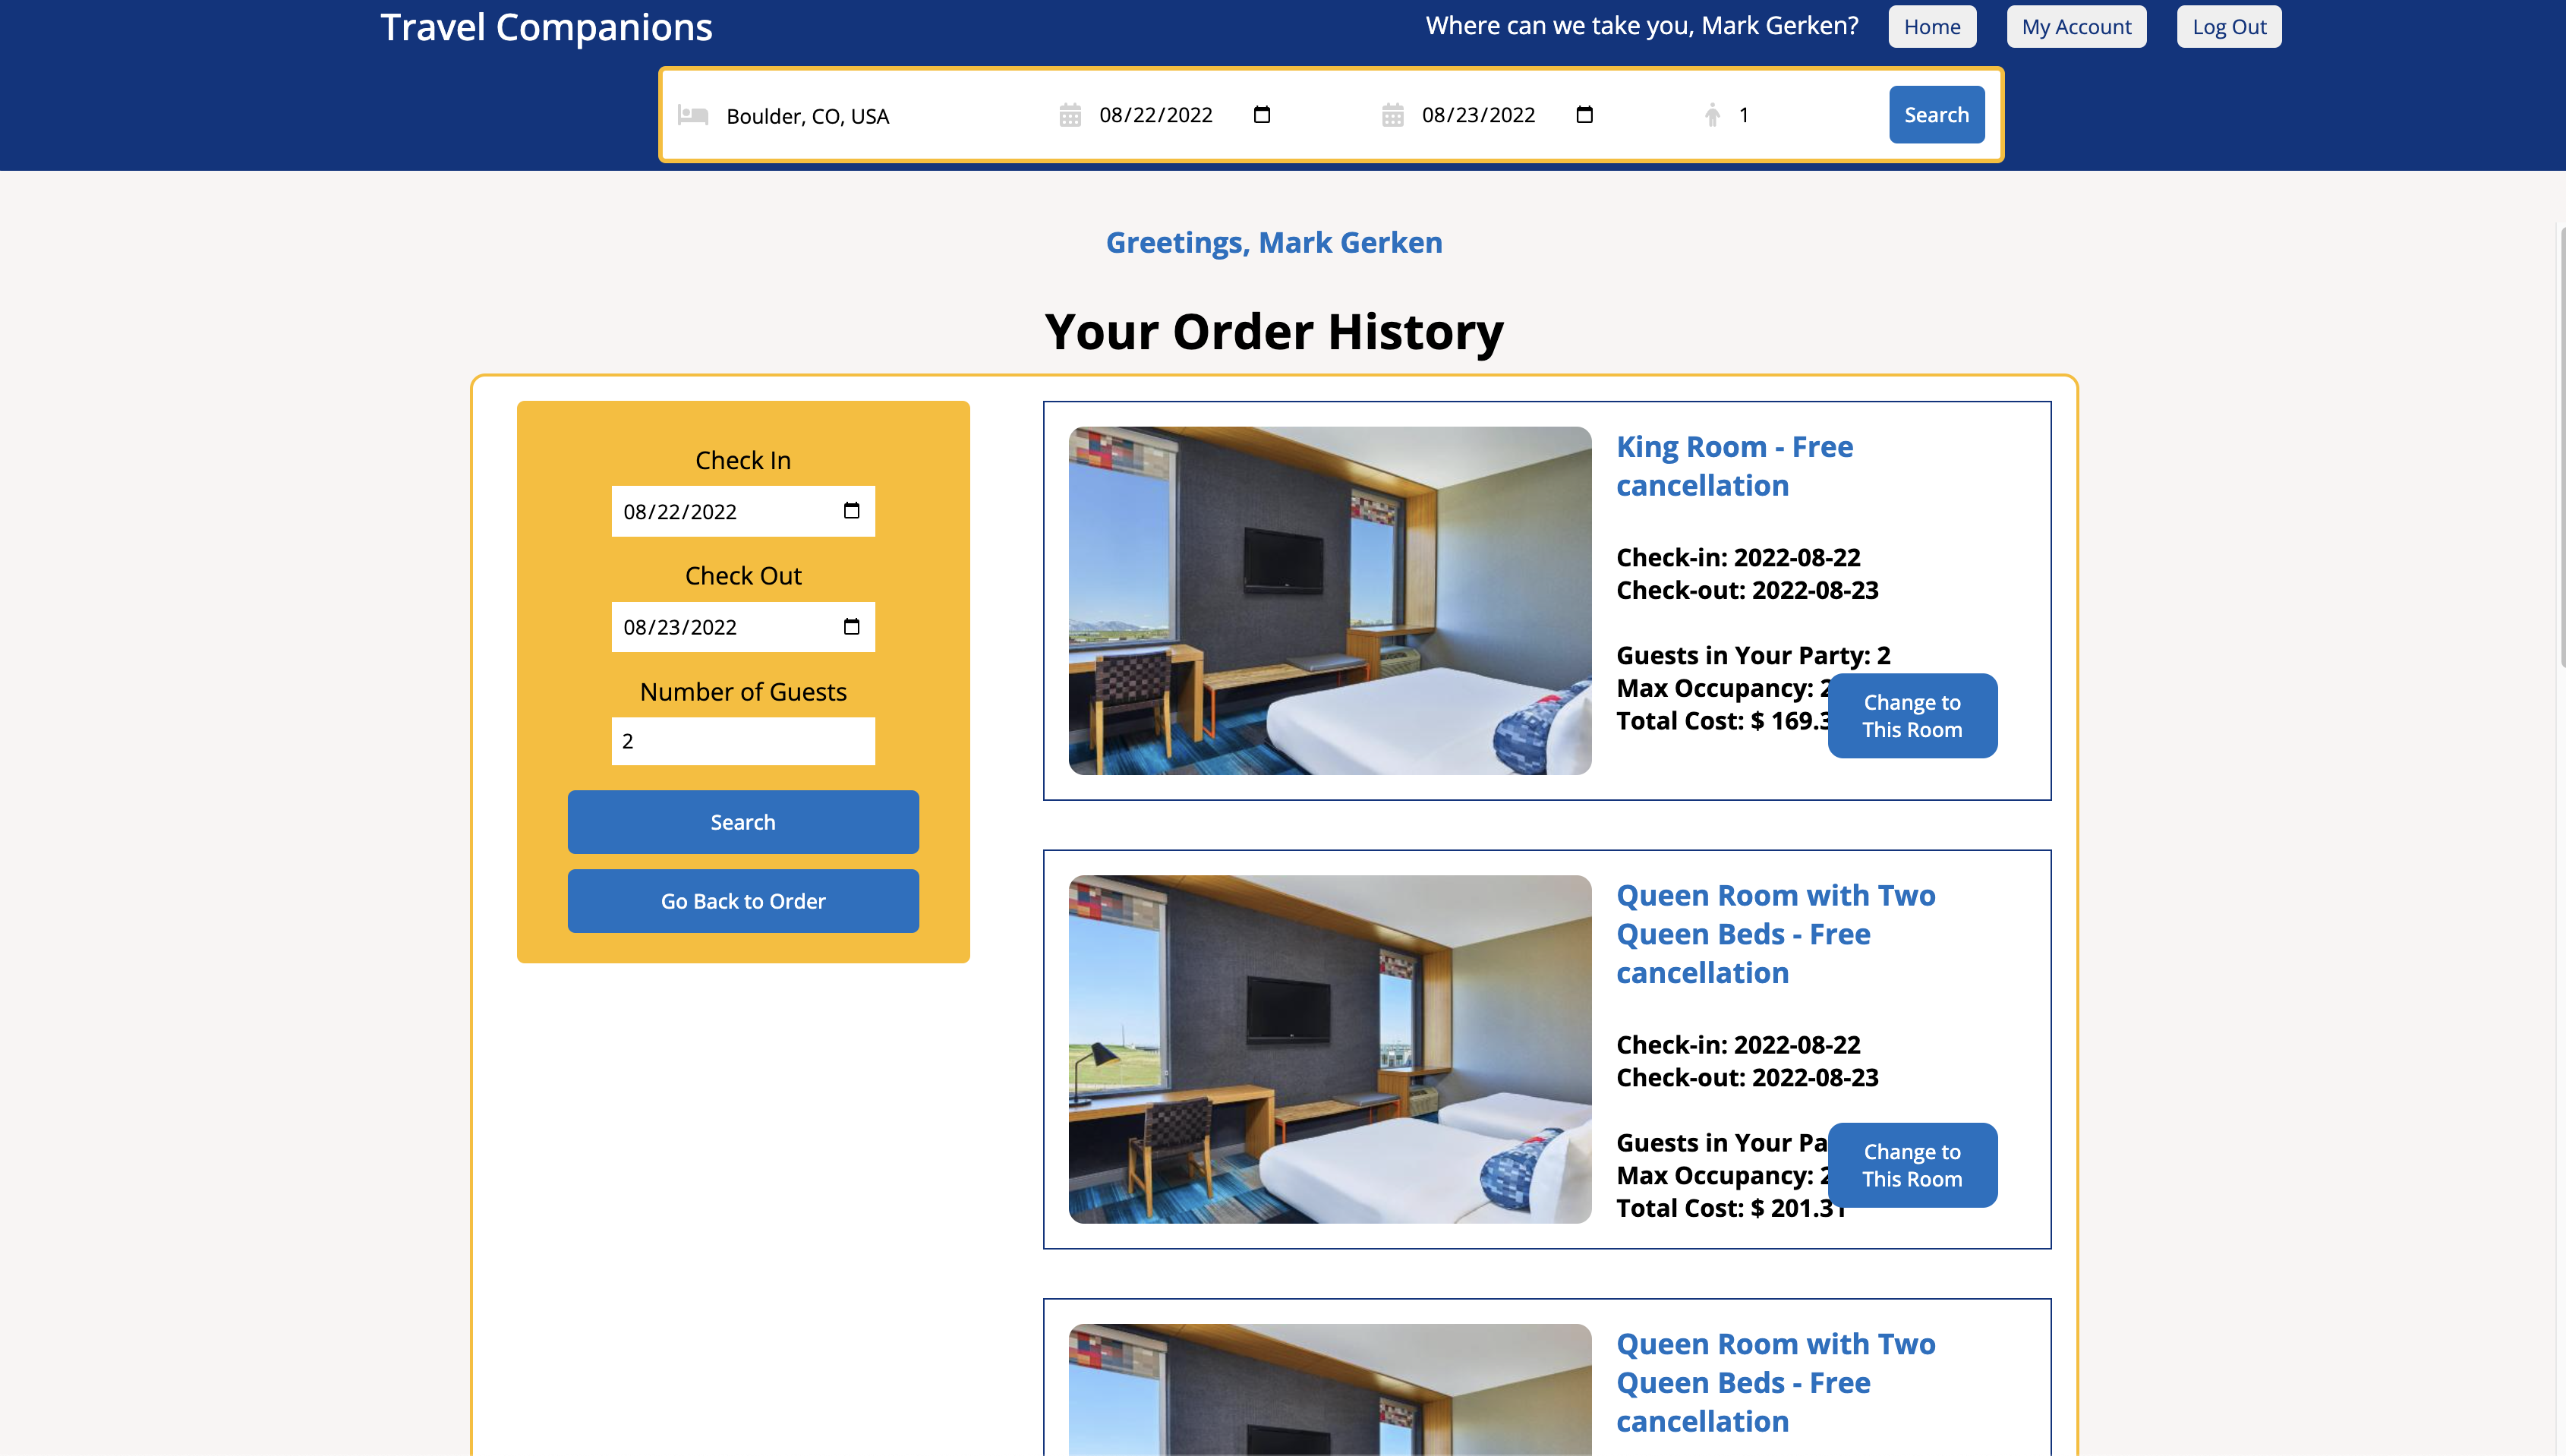 Travel Companions
Where can we take you, Mark Gerken?
Home
My Account
Log Out
Boulder, CO, USA
08/22/2022
08/23/2022
1
Search
Greetings, Mark Gerken
Your Order History
Check In
08/22/2022
Check Out
08/23/2022
Number of Guests
2
Search
Go Back to Order
King Room - Free
cancellation
Check-in: 2022-08-22
Check-out: 2022-08-23
Guests in Your Party: 2
Max Occupancy: 2
Total Cost: $ 169.3
Change to
This Room
Queen Room with Two
Queen Beds - Free
cancellation
Check-in: 2022-08-22
Check-out: 2022-08-23
Guests in Your
Max Occupancy: 2
Total Cost: $ 201.31
Change to
This Room
Queen Room with Two
Queen Beds - Free
cancellation